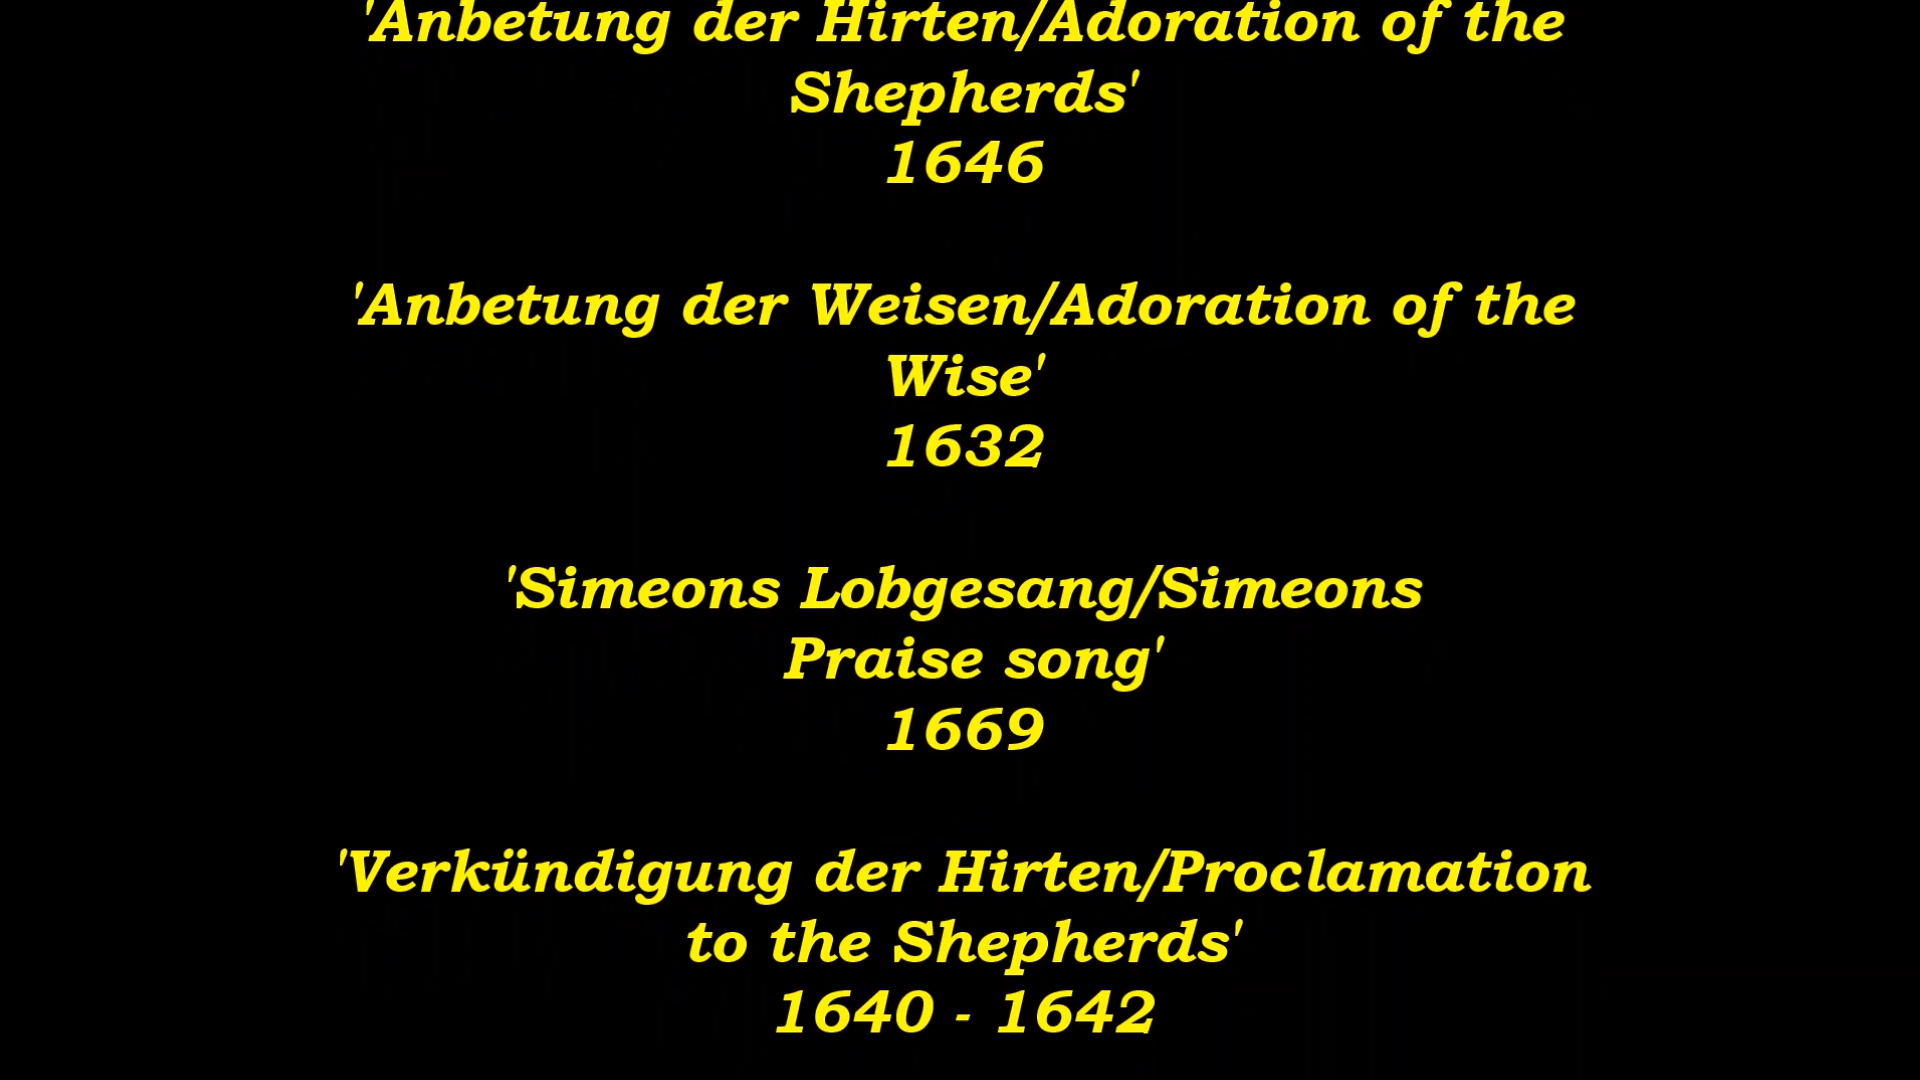 'Anbetung der Hirten/Adoration of the
Shepherds'
1646
'Anbetung der Weisen/Adoration of the
Wise'
1632
'Simeons Lobgesang/Simeons
Praise song'
1669
'Verkündigung der Hirten/Proclamation
to the Shepherds'
1640 - 1642